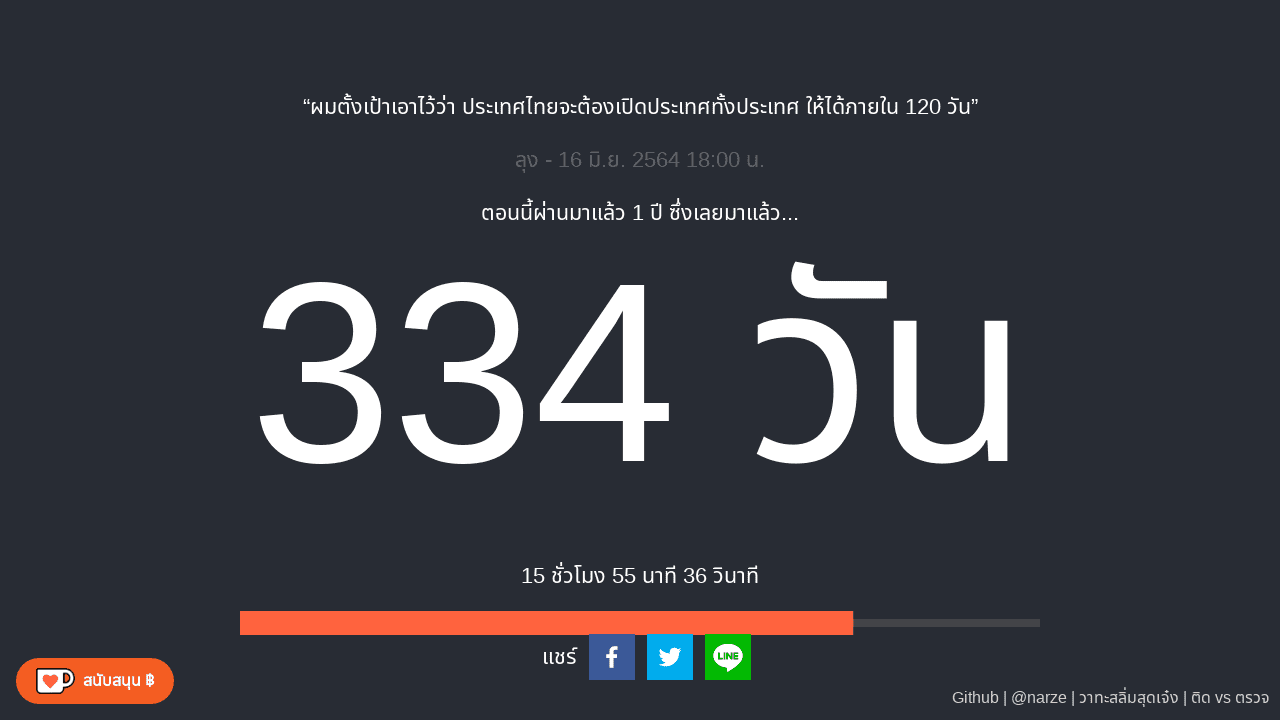 “ผมตั้งเป้าเอาไว้ว่า ประเทศไทยจะต้องเปิดประเทศทั้งประเทศ ให้ได้ภายใน 120 วัน”
ลุง - 16 มิ.ย. 2564 18:00 น.
ตอนนี้ผ่านมาแล้ว 1 ปี ซึ่งเลยมาแล้ว...
334 วัน
15 ชั่วโมง 55 นาที 36 วินาที
แชร์
LINE
สนับสนุน ฿
Github | @narze | วาทะสลิ่มสุดเจ๋ง | ติด vs ตรวจ